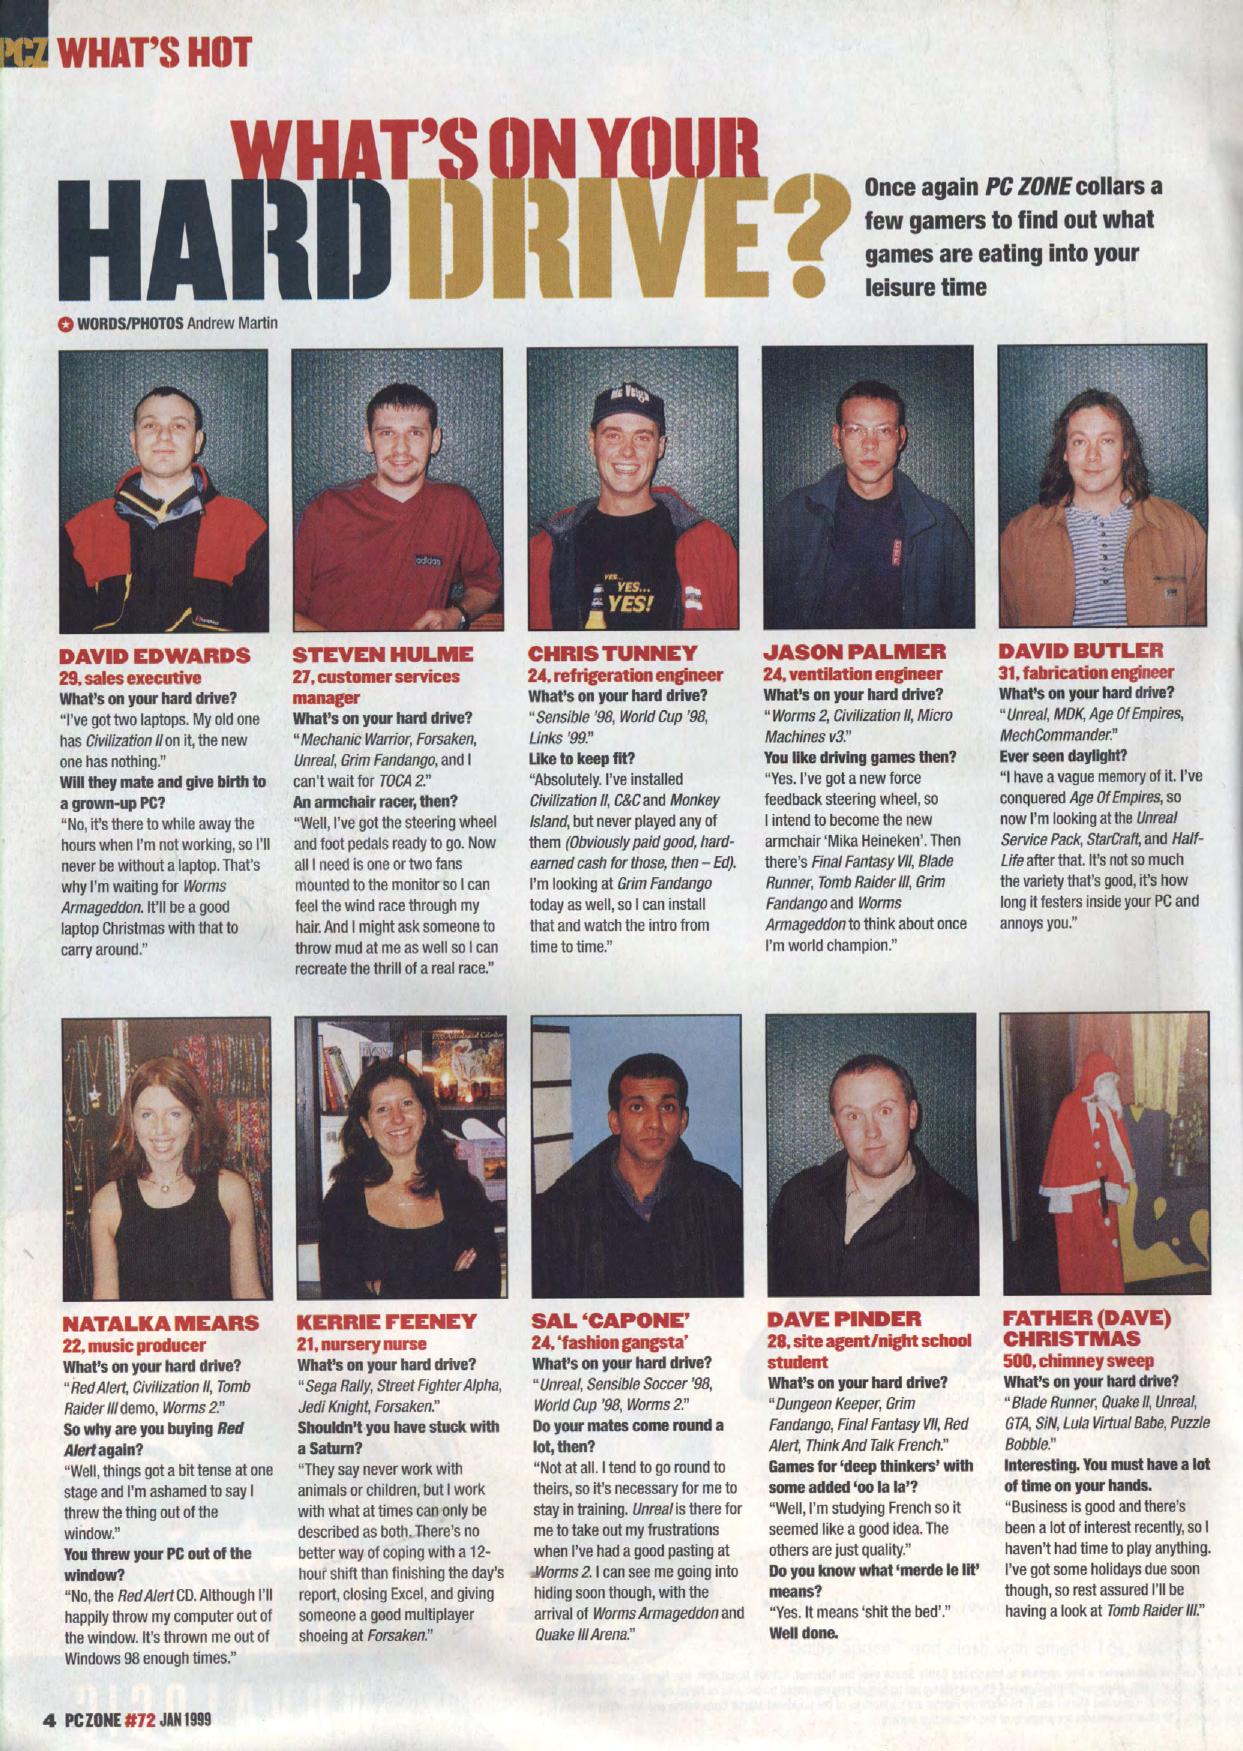 PCZ WHAT'S HOT
WHAT'S ON YOUR
HARD DRIVE?
Once again PC ZONE collars a
few gamers to find out what
games are eating into your
leisure time
WORDS/PHOTOS Andrew Martin
adidas
YES...
YES...
YES!
DAVID EDWARDS
29, sales executive
What's on your hard drive?
"I've got two laptops. My old one
has Civilization II on it, the new
one has nothing."
Will they mate and give birth to
a grown-up PC?
"No, it's there to while away the
hours when I'm not working, so I'll
never be without a laptop. That's
why I'm waiting for Worms
Armageddon. It'll be a good
laptop Christmas with that to
carry around."
STEVEN HULME
27, customer services
manager
What's on your hard drive?
"Mechanic Warrior, Forsaken,
Unreal, Grim Fandango, and I
can't wait for TOCA 2."
An armchair racer, then?
"Well, I've got the steering wheel
and foot pedals ready to go. Now
all I need is one or two fans
mounted to the monitor so I can
feel the wind race through my
hair. And I might ask someone to
throw mud at me as well so I can
recreate the thrill of a real race."
CHRIS TUNNEY
24, refrigeration engineer
What's on your hard drive?
"Sensible '98, World Cup '98,
Links '99."
Like to keep fit?
"Absolutely. I've installed
Civilization II, C&C and Monkey
Island, but never played any of
them (Obviously paid good, hard-
earned cash for those, then – Ed).
I'm looking at Grim Fandango
today as well, so I can install
that and watch the intro from
time to time."
JASON PALMER
24, ventilation engineer
What's on your hard drive?
"Worms 2, Civilization II, Micro
Machines v3."
You like driving games then?
"Yes. I've got a new force
feedback steering wheel, so
I intend to become the new
armchair 'Mika Heineken'. Then
there's Final Fantasy VII, Blade
Runner, Tomb Raider III, Grim
Fandango and Worms
Armageddon to think about once
I'm world champion."
DAVID BUTLER
31, fabrication engineer
What's on your hard drive?
"Unreal, MDK, Age Of Empires,
MechCommander."
Ever seen daylight?
"I have a vague memory of it. I've
conquered Age Of Empires, so
now I'm looking at the Unreal
Service Pack, StarCraft, and Half-
Life after that. It's not so much
the variety that's good, it's how
long it festers inside your PC and
annoys you."
NATALKA MEARS
22, music producer
What's on your hard drive?
"Red Alert, Civilization II, Tomb
Raider III demo, Worms 2."
So why are you buying Red
Alert again?
"Well, things got a bit tense at one
stage and I'm ashamed to say I
threw the thing out of the
window."
You threw your PC out of the
window?
"No, the Red Alert CD. Although I'll
happily throw my computer out of
the window. It's thrown me out of
Windows 98 enough times."
KERRIE FEENEY
21, nursery nurse
What's on your hard drive?
"Sega Rally, Street Fighter Alpha,
Jedi Knight, Forsaken."
Shouldn't you have stuck with
a Saturn?
"They say never work with
animals or children, but I work
with what at times can only be
described as both. There's no
better way of coping with a 12-
hour shift than finishing the day's
report, closing Excel, and giving
someone a good multiplayer
shoeing at Forsaken."
SAL 'CAPONE'
24, 'fashion gangsta'
What's on your hard drive?
"Unreal, Sensible Soccer '98,
World Cup '98, Worms 2."
Do your mates come round a
lot, then?
"Not at all. I tend to go round to
theirs, so it's necessary for me to
stay in training. Unreal is there for
me to take out my frustrations
when I've had a good pasting at
Worms 2. I can see me going into
hiding soon though, with the
arrival of Worms Armageddon and
Quake III Arena."
DAVE PINDER
28, site agent/night school
student
What's on your hard drive?
"Dungeon Keeper, Grim
Fandango, Final Fantasy VII, Red
Alert, Think And Talk French."
Games for 'deep thinkers' with
some added 'oo la la'?
"Well, I'm studying French so it
seemed like a good idea. The
others are just quality."
Do you know what 'merde le lit'
means?
"Yes. It means 'shit the bed'."
Well done.
FATHER (DAVE)
CHRISTMAS
500, chimney sweep
What's on your hard drive?
"Blade Runner, Quake II, Unreal,
GTA, SiN, Lula Virtual Babe, Puzzle
Bobble."
Interesting. You must have a lot
of time on your hands.
"Business is good and there's
been a lot of interest recently, so I
haven't had time to play anything.
I've got some holidays due soon
though, so rest assured I'll be
having a look at Tomb Raider III."
4 PC ZONE #72 JAN 1999